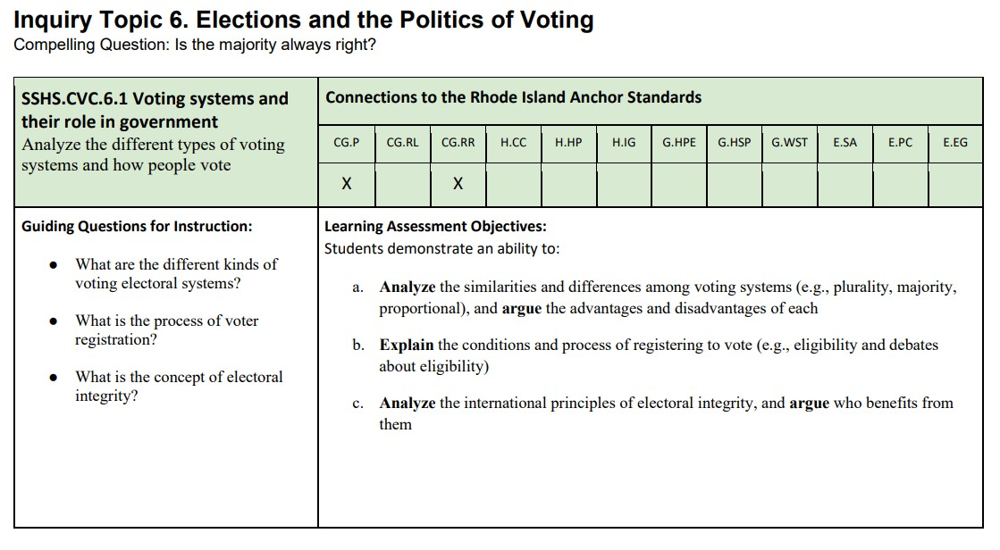 Inquiry Topic 6. Elections and the Politics of Voting
Compelling Question: Is the majority always right?
SSHS.CVC.6.1 Voting systems and
their role in government
Analyze the different types of voting
systems and how people vote
Connections to the Rhode Island Anchor Standards
CG.P CG.RL CG.RR H.CC H.HP H.IG G.HPE G.HSP G.WST E.SA E.PC E.EG
X X
Guiding Questions for Instruction:
● What are the different kinds of
voting electoral systems?
● What is the process of voter
registration?
● What is the concept of electoral
integrity?
Learning Assessment Objectives:
Students demonstrate an ability to:
a. Analyze the similarities and differences among voting systems (e.g., plurality, majority,
proportional), and argue the advantages and disadvantages of each
b. Explain the conditions and process of registering to vote (e.g., eligibility and debates
about eligibility)
c. Analyze the international principles of electoral integrity, and argue who benefits from
them